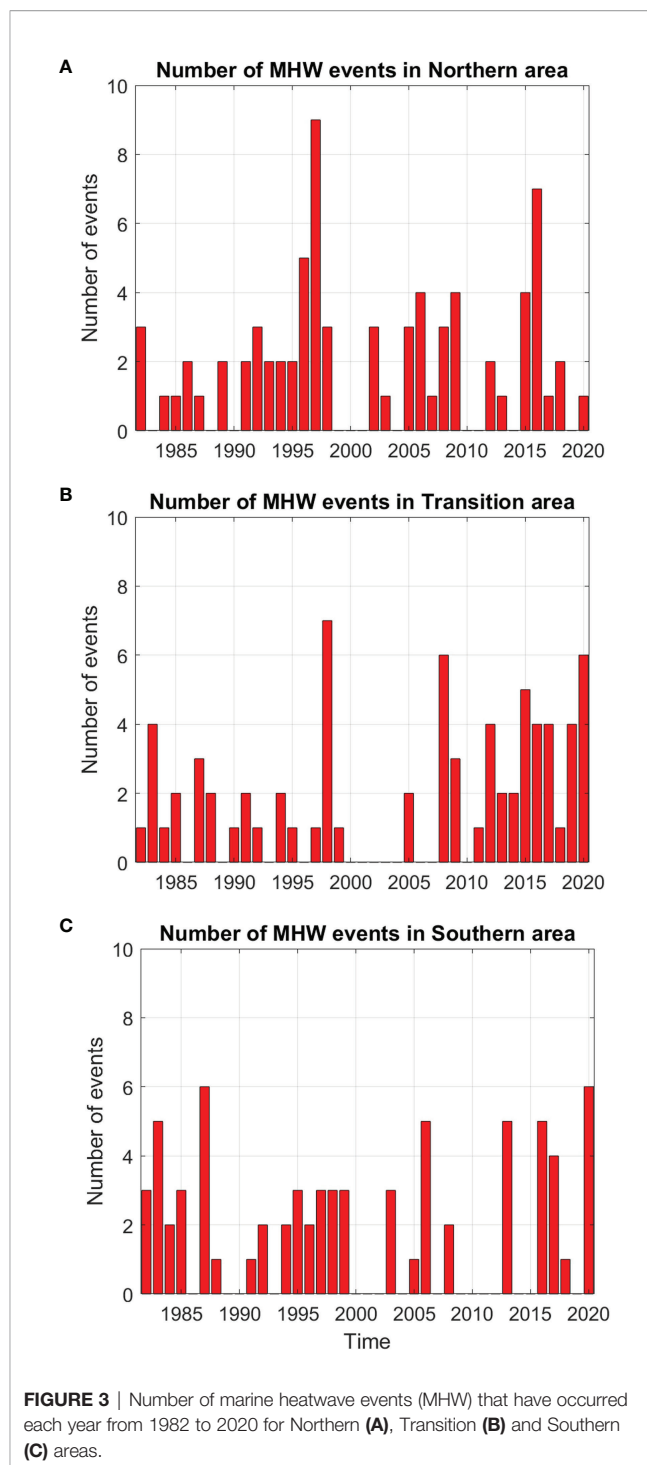 A
Number of MHW events in Northern area
10
8
6
4
2
0
Number of events
1985 1990 1995 2000 2005 2010 2015 2020
B
Number of MHW events in Transition area
10
8
6
4
2
0
Number of events
1985 1990 1995 2000 2005 2010 2015 2020
C
Number of MHW events in Southern area
10
8
6
4
2
0
Number of events
1985 1990 1995 2000 2005 2010 2015 2020
Time
FIGURE 3 | Number of marine heatwave events (MHW) that have occurred
each year from 1982 to 2020 for Northern (A), Transition (B) and Southern
(C) areas.